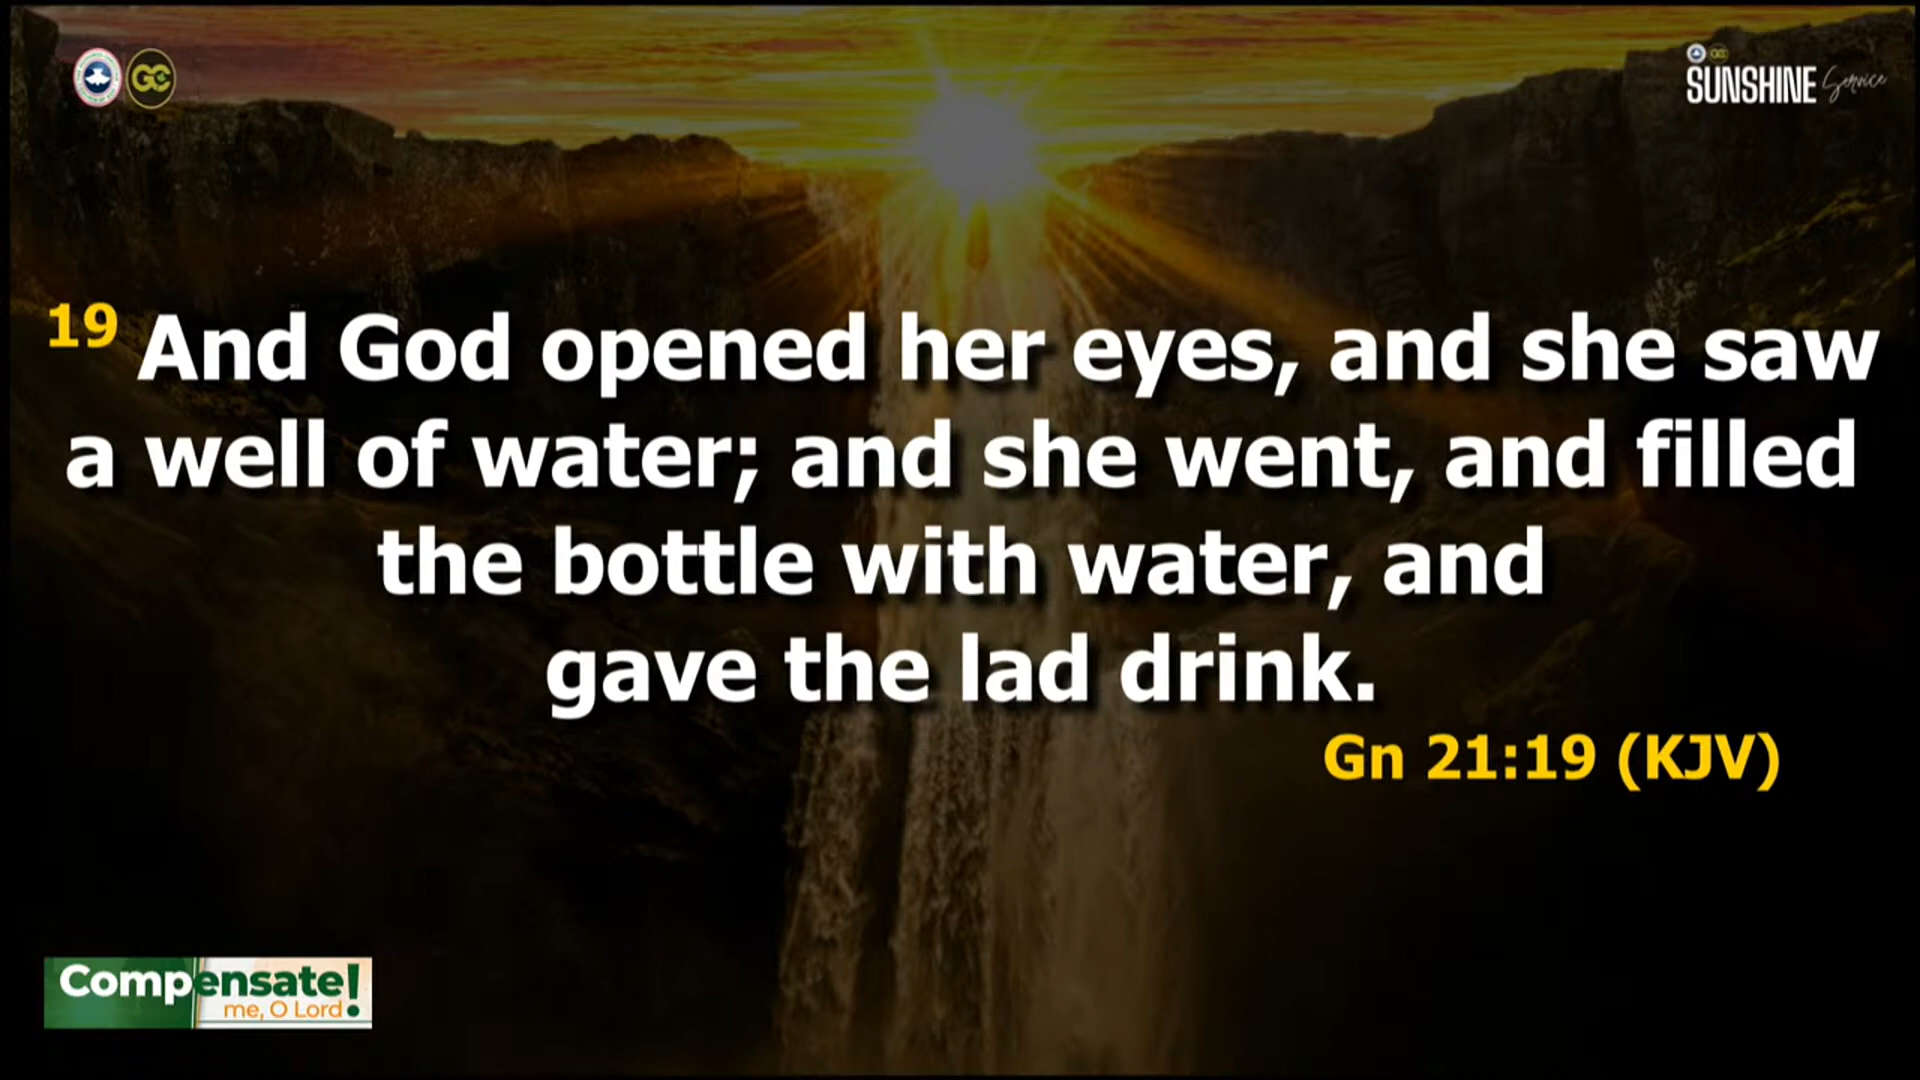 GC
SUNSHINE Service
19 And God opened her eyes, and she saw
a well of water; and she went, and filled
the bottle with water, and
gave the lad drink.
Gn 21:19 (KJV)
Compensate!
me, O Lord